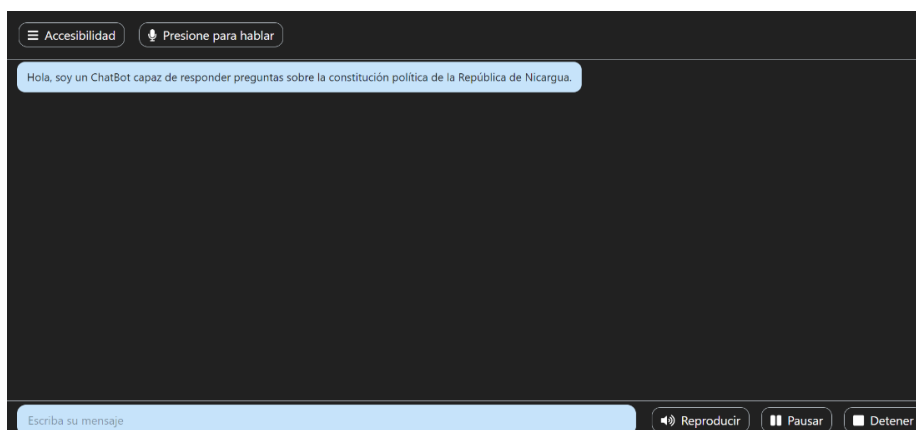 Accesibilidad Presione para hablar
Hola, soy un ChatBot capaz de responder preguntas sobre la constitución política de la República de Nicargua.
Escriba su mensaje Reproducir Pausar Detener